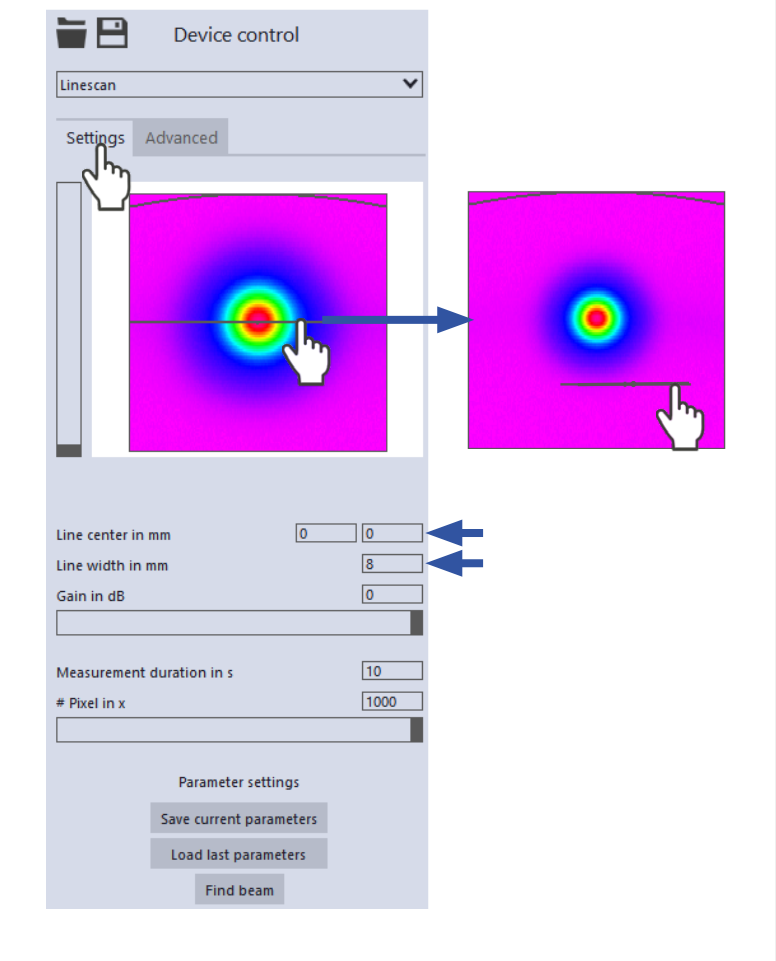 Device control
Linescan
Settings Advanced
Line center in mm 0 0
Line width in mm 8
Gain in dB 0
Measurement duration in s 10
# Pixel in x 1000
Parameter settings
Save current parameters
Load last parameters
Find beam